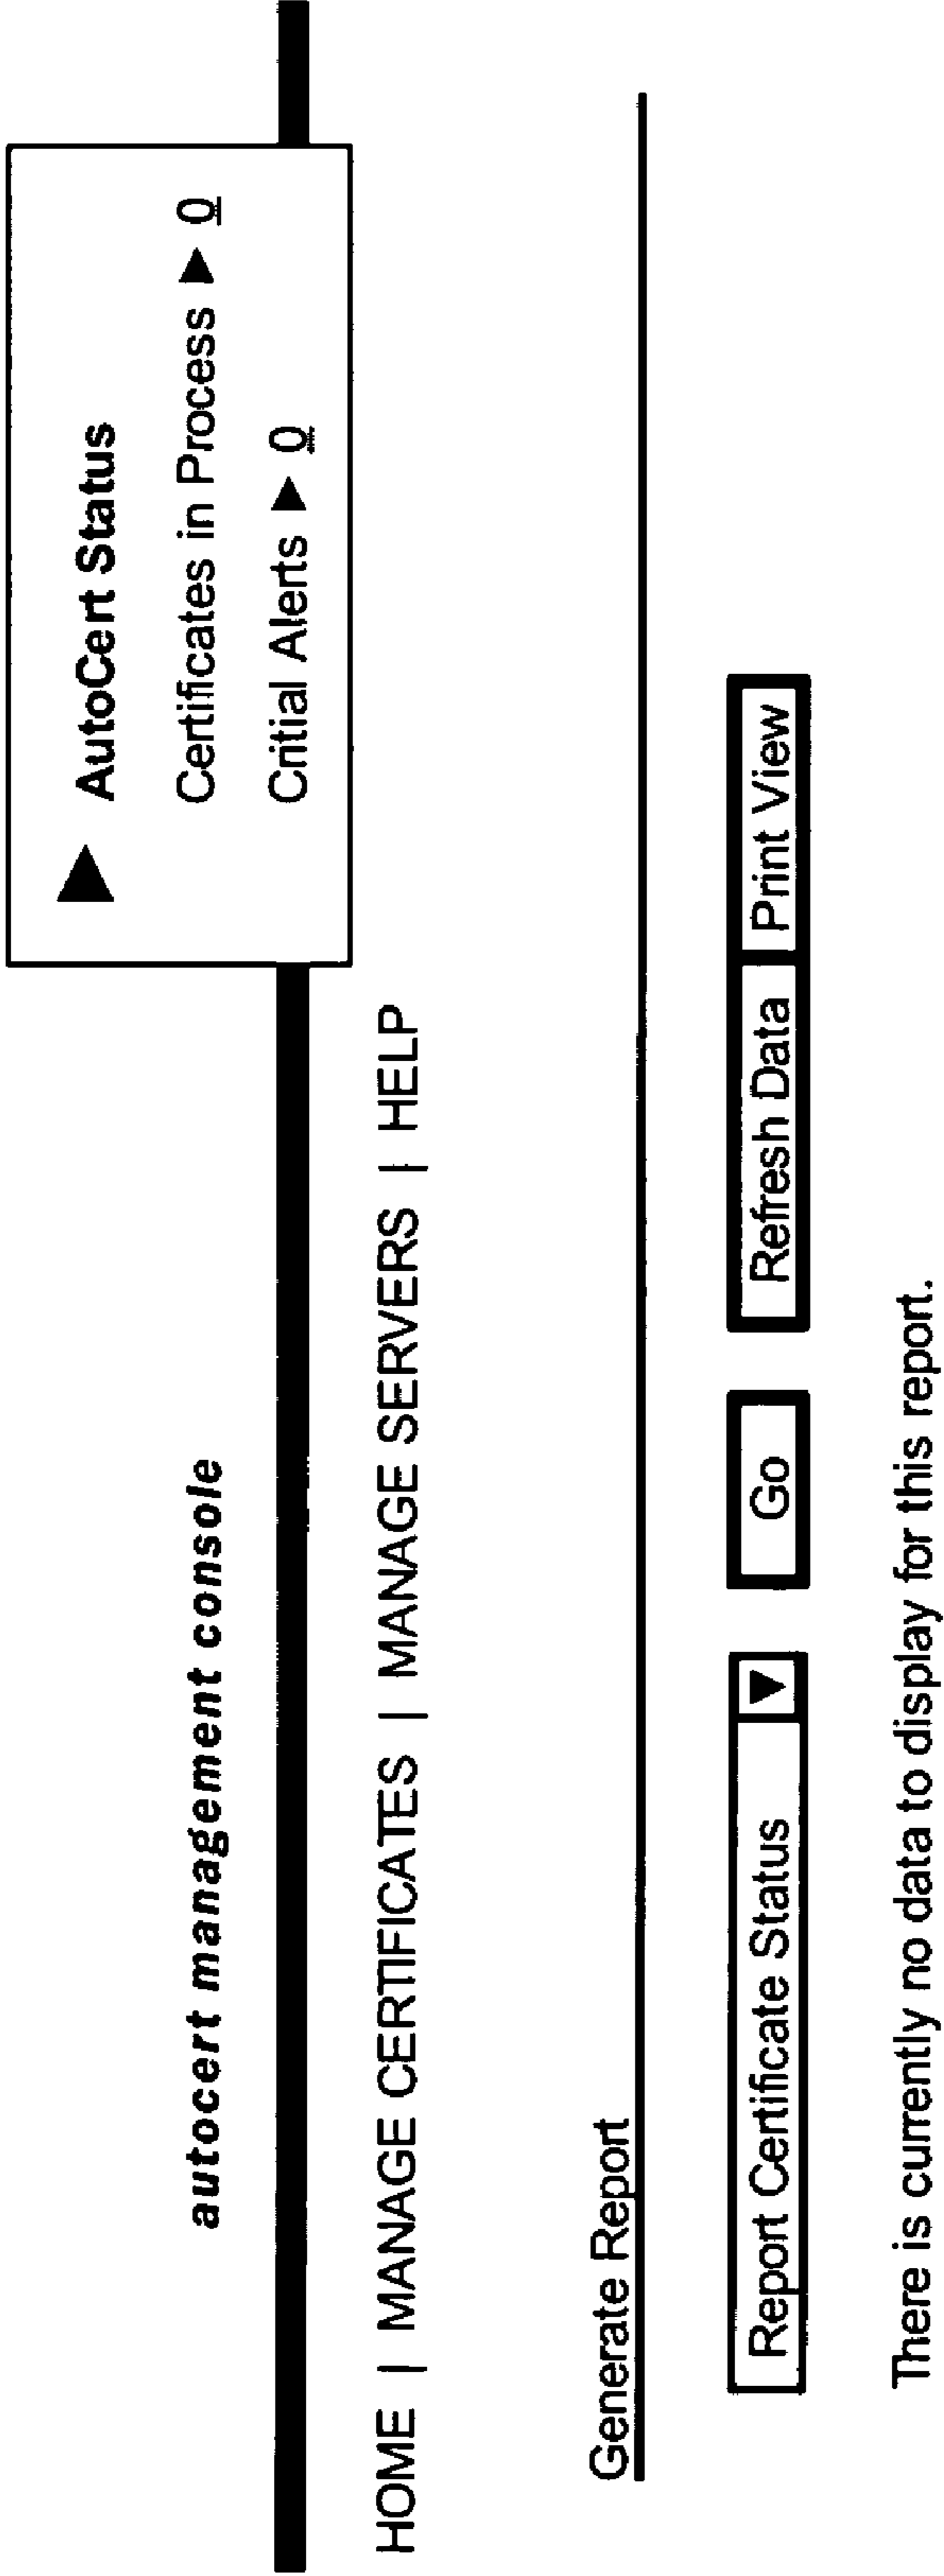 autocert management console
▶ AutoCert Status
Certificates in Process ▶ 0
Critial Alerts ▶ 0
HOME | MANAGE CERTIFICATES | MANAGE SERVERS | HELP
Generate Report
Report Certificate Status ▼ Go Refresh Data Print View
There is currently no data to display for this report.